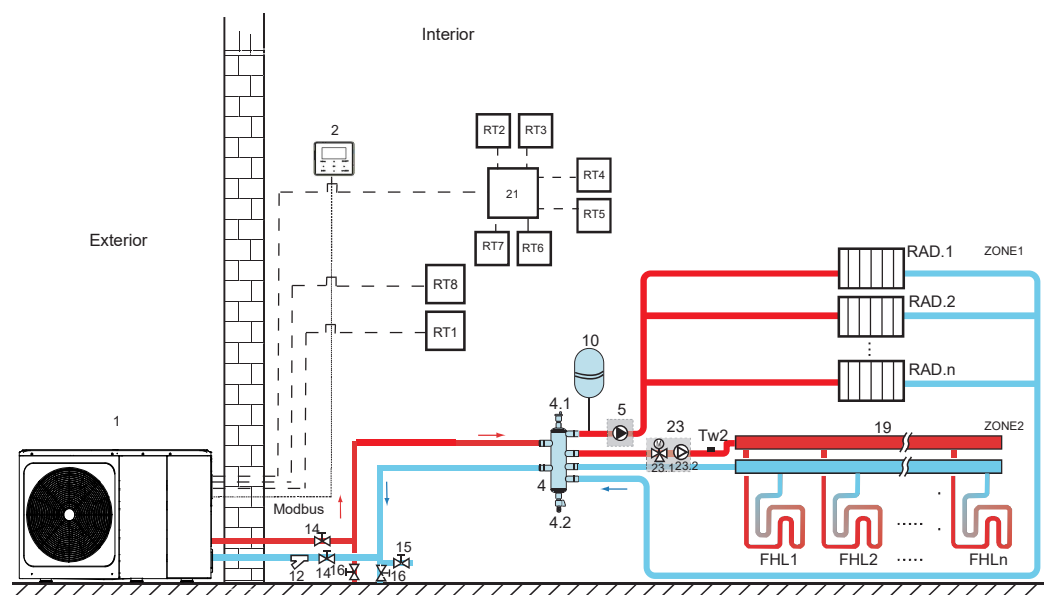 Interior
2
RT2 RT3
RT4
21
RT5
RT7 RT6
Exterior
RAD.1 ZONE1
RT8
RAD.2
RT1
10
RAD.n
4.1
5
1
23
Tw2
19
ZONE2
23.1 23.2
4
4.2
Modbus
14
15
12 14 16 16
FHL1 FHL2 FHLn